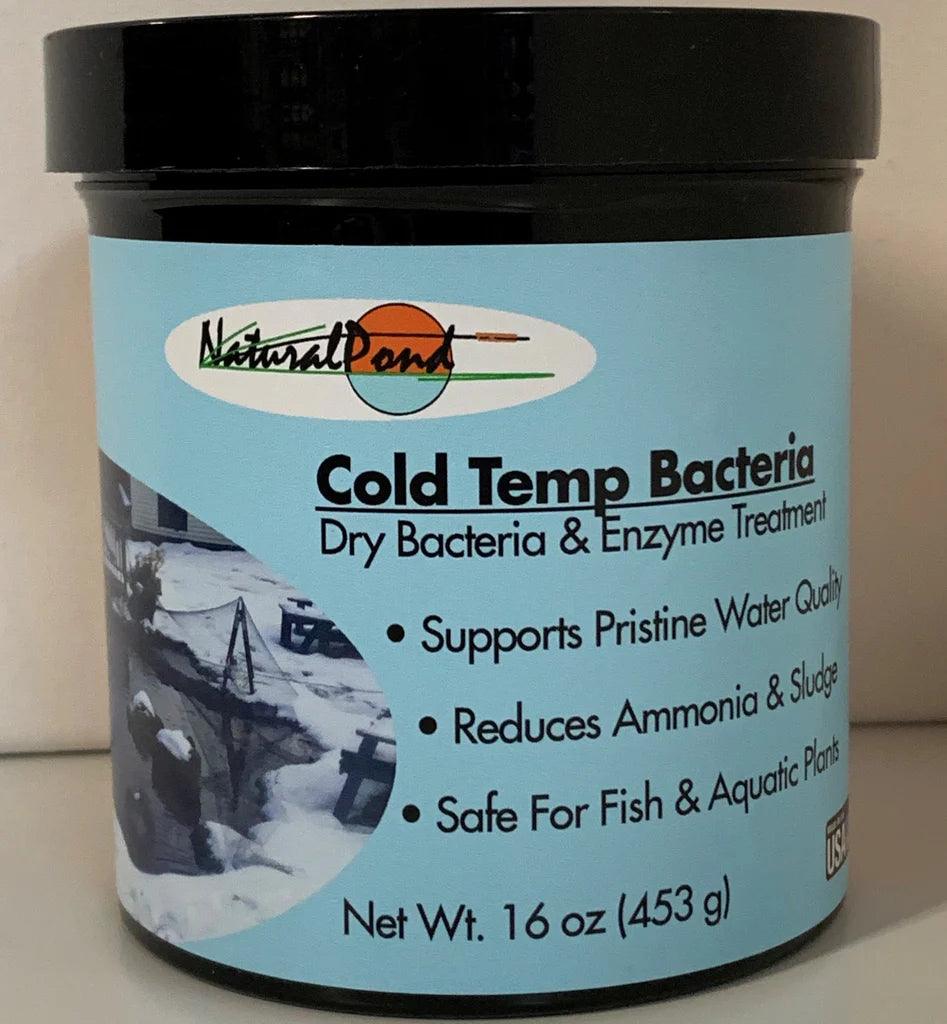 NaturalPond
Cold Temp Bacteria
Dry Bacteria & Enzyme Treatment
• Supports Pristine Water Quality
• Reduces Ammonia & Sludge
• Safe For Fish & Aquatic Plants
USA
Net Wt. 16 oz (453 g)